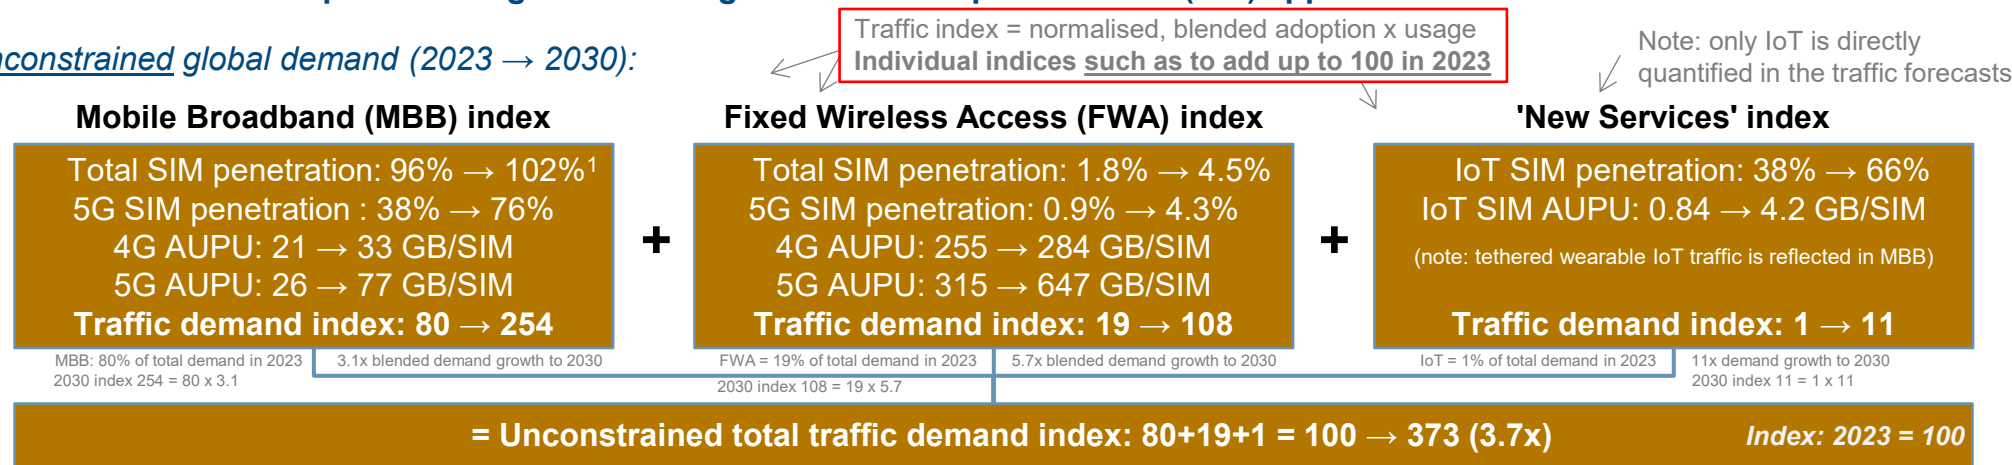 Traffic index = normalised, blended adoption x usage
Individual indices such as to add up to 100 in 2023
Note: only IoT is directly
quantified in the traffic forecasts
constrained global demand (2023 → 2030):
Mobile Broadband (MBB) index
Total SIM penetration: 96% → 102%¹
5G SIM penetration : 38% → 76%
4G AUPU: 21 → 33 GB/SIM
5G AUPU: 26 → 77 GB/SIM
Traffic demand index: 80 → 254
MBB: 80% of total demand in 2023
2030 index 254 = 80 x 3.1
3.1x blended demand growth to 2030
+
Fixed Wireless Access (FWA) index
Total SIM penetration: 1.8% → 4.5%
5G SIM penetration: 0.9% → 4.3%
4G AUPU: 255 → 284 GB/SIM
5G AUPU: 315 → 647 GB/SIM
Traffic demand index: 19 → 108
FWA = 19% of total demand in 2023
2030 index 108 = 19 x 5.7
5.7x blended demand growth to 2030
+
'New Services' index
IoT SIM penetration: 38% → 66%
IoT SIM AUPU: 0.84 → 4.2 GB/SIM
(note: tethered wearable IoT traffic is reflected in MBB)
Traffic demand index: 1 → 11
IoT = 1% of total demand in 2023
11x demand growth to 2030
2030 index 11 = 1 x 11
= Unconstrained total traffic demand index: 80+19+1 = 100 → 373 (3.7x)
Index: 2023 = 100